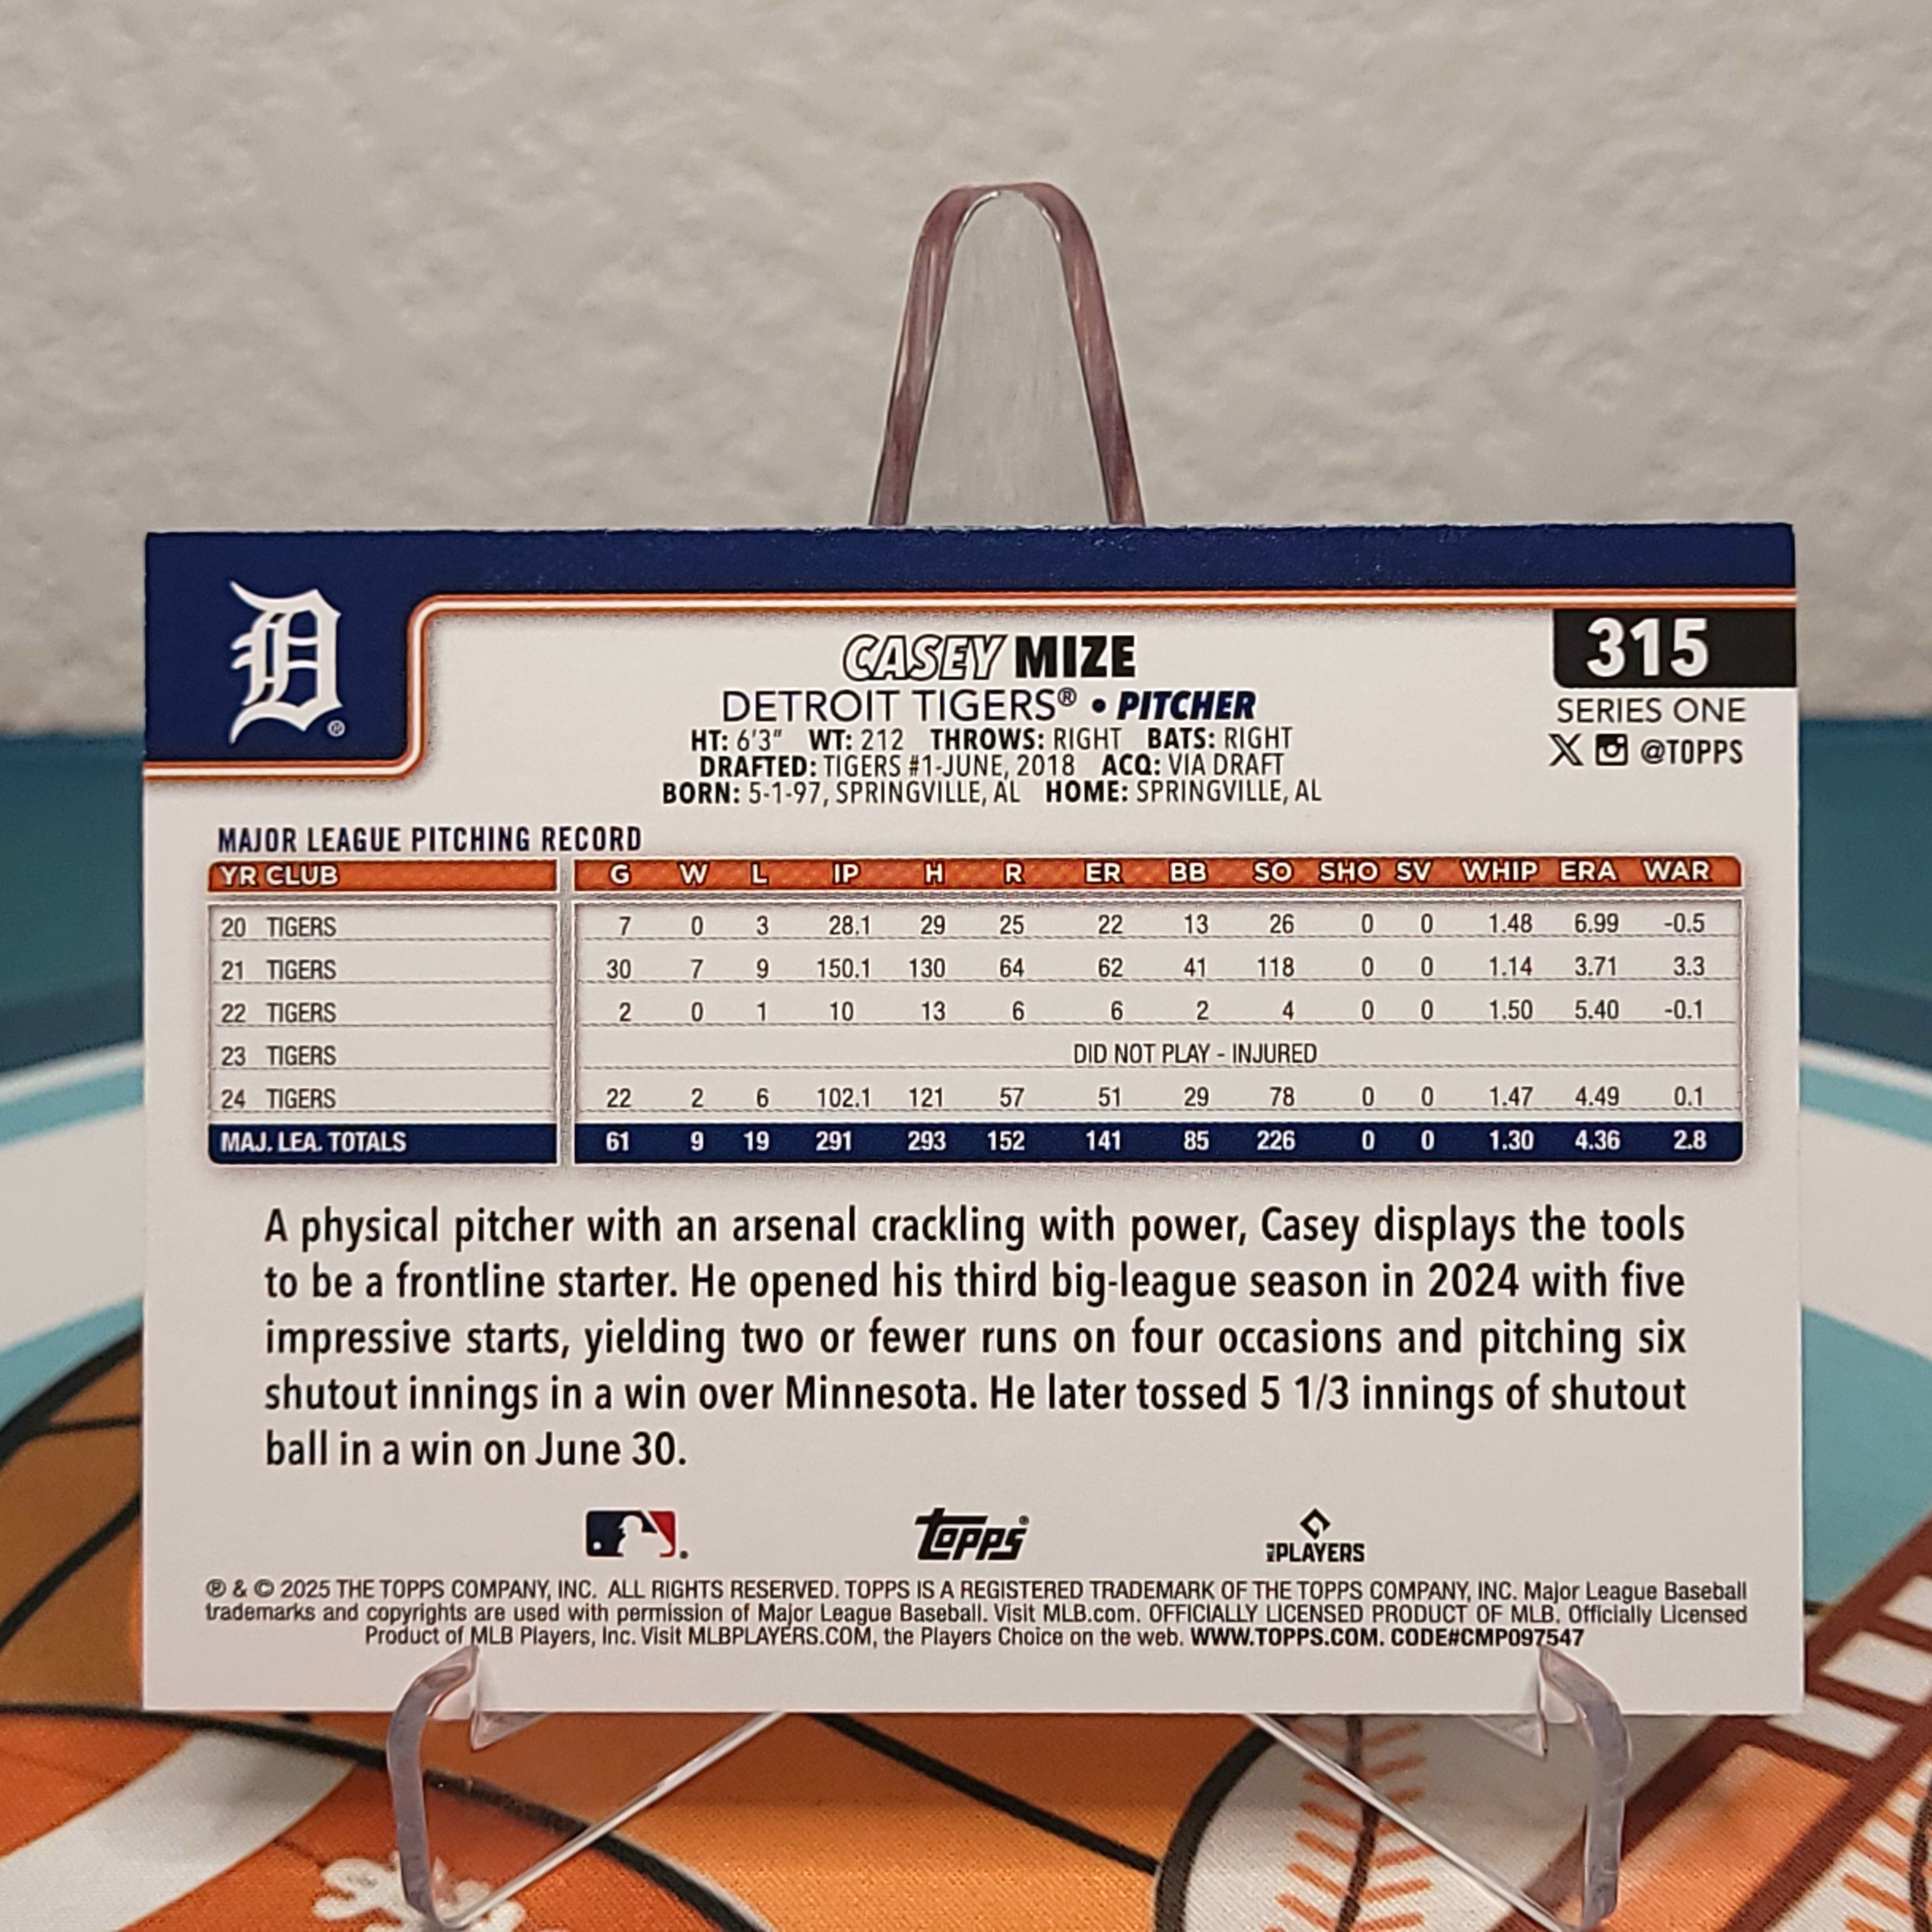 D®
CASEY MIZE
315
DETROIT TIGERS® • PITCHER
SERIES ONE
HT: 6'3" WT: 212 THROWS: RIGHT BATS: RIGHT
@TOPPS
DRAFTED: TIGERS #1-JUNE, 2018 ACQ: VIA DRAFT
BORN: 5-1-97, SPRINGVILLE, AL HOME: SPRINGVILLE, AL
MAJOR LEAGUE PITCHING RECORD
YR CLUB G W L IP H R ER BB SO SHO SV WHIP ERA WAR
20 TIGERS 7 0 3 28.1 29 25 22 13 26 0 0 1.48 6.99 -0.5
21 TIGERS 30 7 9 150.1 130 64 62 41 118 0 0 1.14 3.71 3.3
22 TIGERS 2 0 1 10 13 6 6 2 4 0 0 1.50 5.40 -0.1
23 TIGERS DID NOT PLAY - INJURED
24 TIGERS 22 2 6 102.1 121 57 51 29 78 0 0 1.47 4.49 0.1
MAJ. LEA. TOTALS 61 9 19 291 293 152 141 85 226 0 0 1.30 4.36 2.8
A physical pitcher with an arsenal crackling with power, Casey displays the tools
to be a frontline starter. He opened his third big-league season in 2024 with five
impressive starts, yielding two or fewer runs on four occasions and pitching six
shutout innings in a win over Minnesota. He later tossed 5 1/3 innings of shutout
ball in a win on June 30.
Topps®
MLB PLAYERS
® & © 2025 THE TOPPS COMPANY, INC. ALL RIGHTS RESERVED. TOPPS IS A REGISTERED TRADEMARK OF THE TOPPS COMPANY, INC. Major League Baseball
trademarks and copyrights are used with permission of Major League Baseball. Visit MLB.com. OFFICIALLY LICENSED PRODUCT OF MLB. Officially Licensed
Product of MLB Players, Inc. Visit MLBPLAYERS.COM, the Players Choice on the web. WWW.TOPPS.COM. CODE#CMP097547